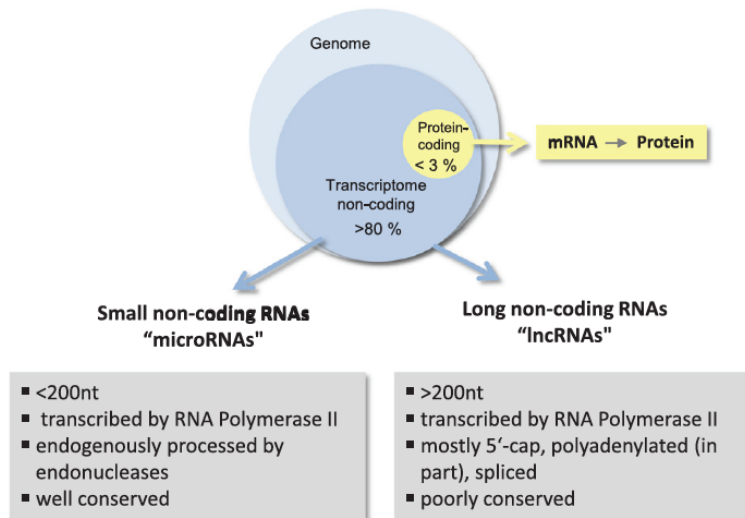 Genome
Protein-
coding
< 3 %
mRNA → Protein
Transcriptome
non-coding
>80 %
Small non-coding RNAs
“microRNAs"
Long non-coding RNAs
“lncRNAs"
▪ <200nt
▪ transcribed by RNA Polymerase II
▪ endogenously processed by
endonucleases
▪ well conserved
▪ >200nt
▪ transcribed by RNA Polymerase II
▪ mostly 5‘-cap, polyadenylated (in
part), spliced
▪ poorly conserved